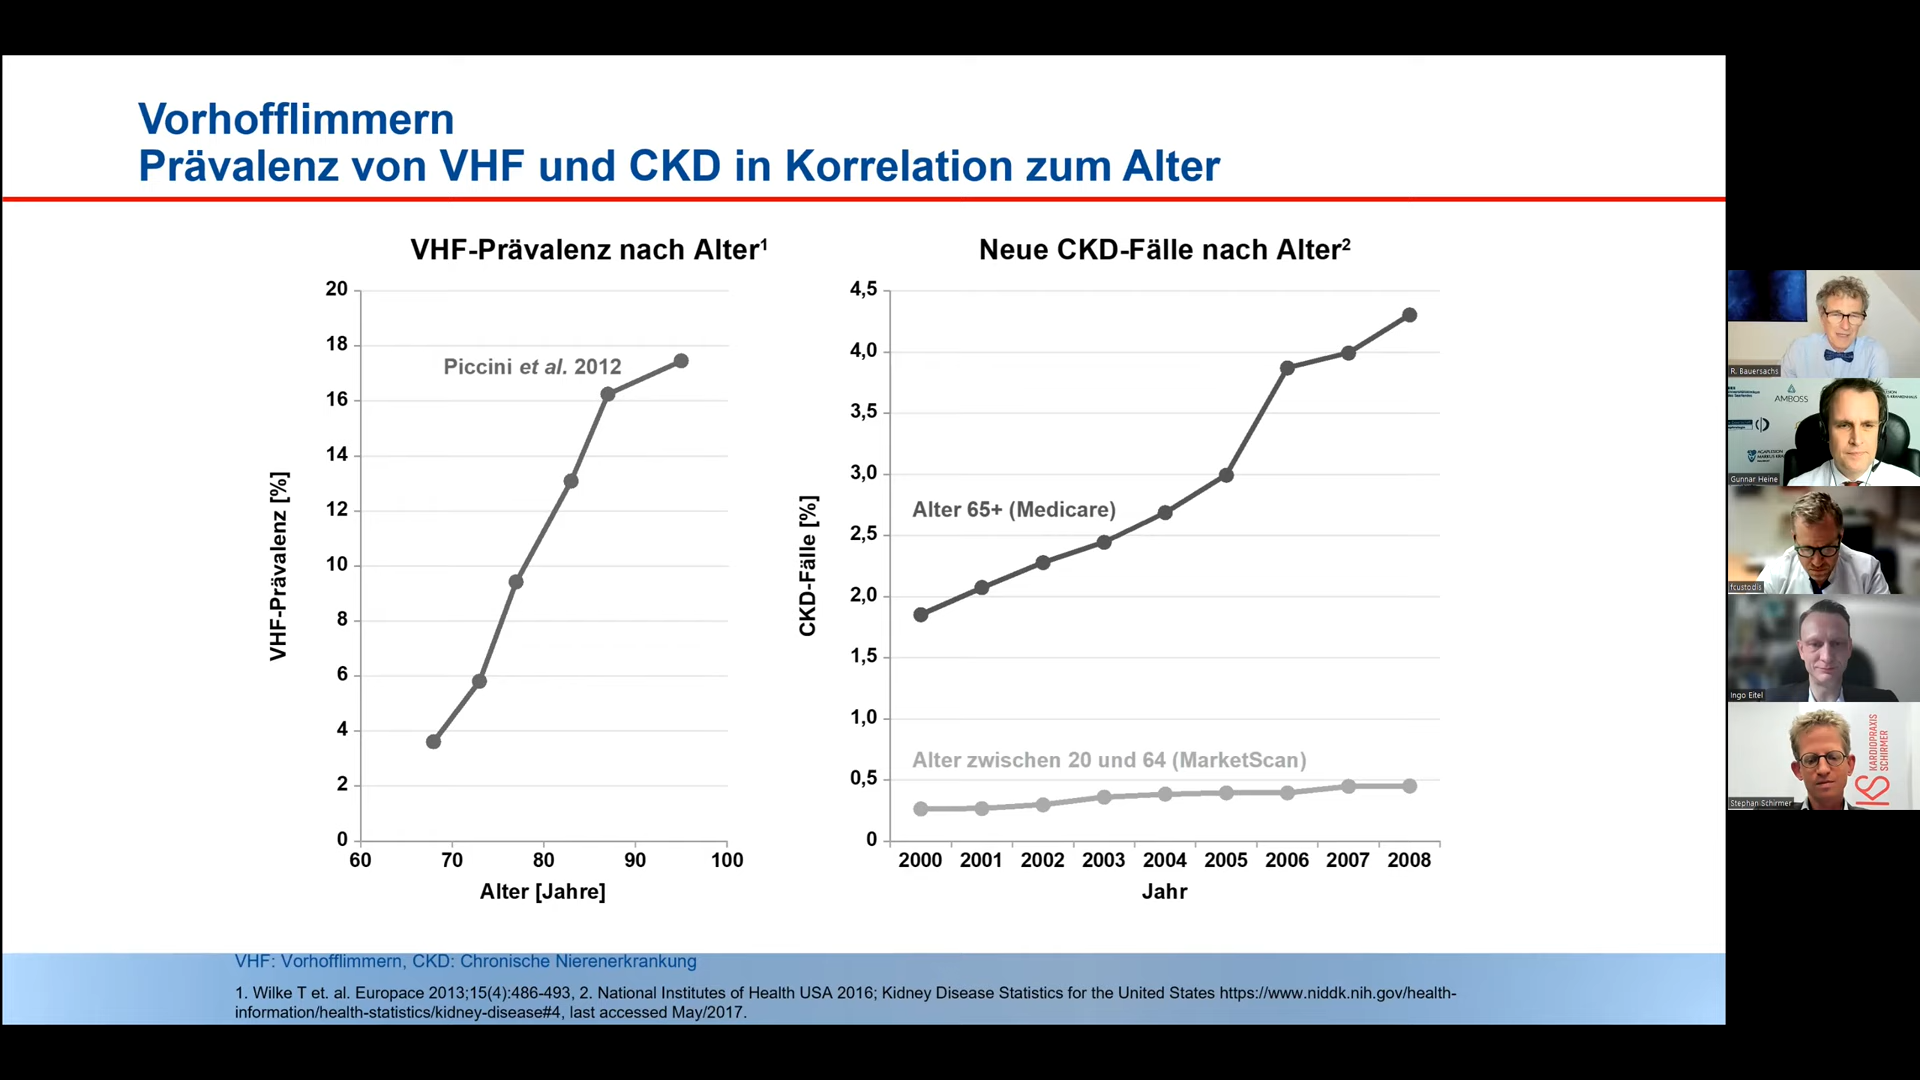 Vorhofflimmern
Prävalenz von VHF und CKD in Korrelation zum Alter
VHF-Prävalenz nach Alter¹
20
18
16
14
12
10
8
6
4
2
0
VHF-Prävalenz [%]
Piccini et al. 2012
60 70 80 90 100
Alter [Jahre]
Neue CKD-Fälle nach Alter²
4,5
4,0
3,5
3,0
2,5
2,0
1,5
1,0
0,5
0
CKD-Fälle [%]
Alter 65+ (Medicare)
Alter zwischen 20 und 64 (MarketScan)
2000 2001 2002 2003 2004 2005 2006 2007 2008
Jahr
VHF: Vorhofflimmern, CKD: Chronische Nierenerkrankung
1. Wilke T et. al. Europace 2013;15(4):486-493, 2. National Institutes of Health USA 2016; Kidney Disease Statistics for the United States https://www.niddk.nih.gov/health-
information/health-statistics/kidney-disease#4, last accessed May/2017.
R. Bauersachs
AMBOSS
Gunnar Heine
fcustodis
Ingo Eitel
KARDIOPRAXIS
SCHIRMER
KS
Stephan Schirmer